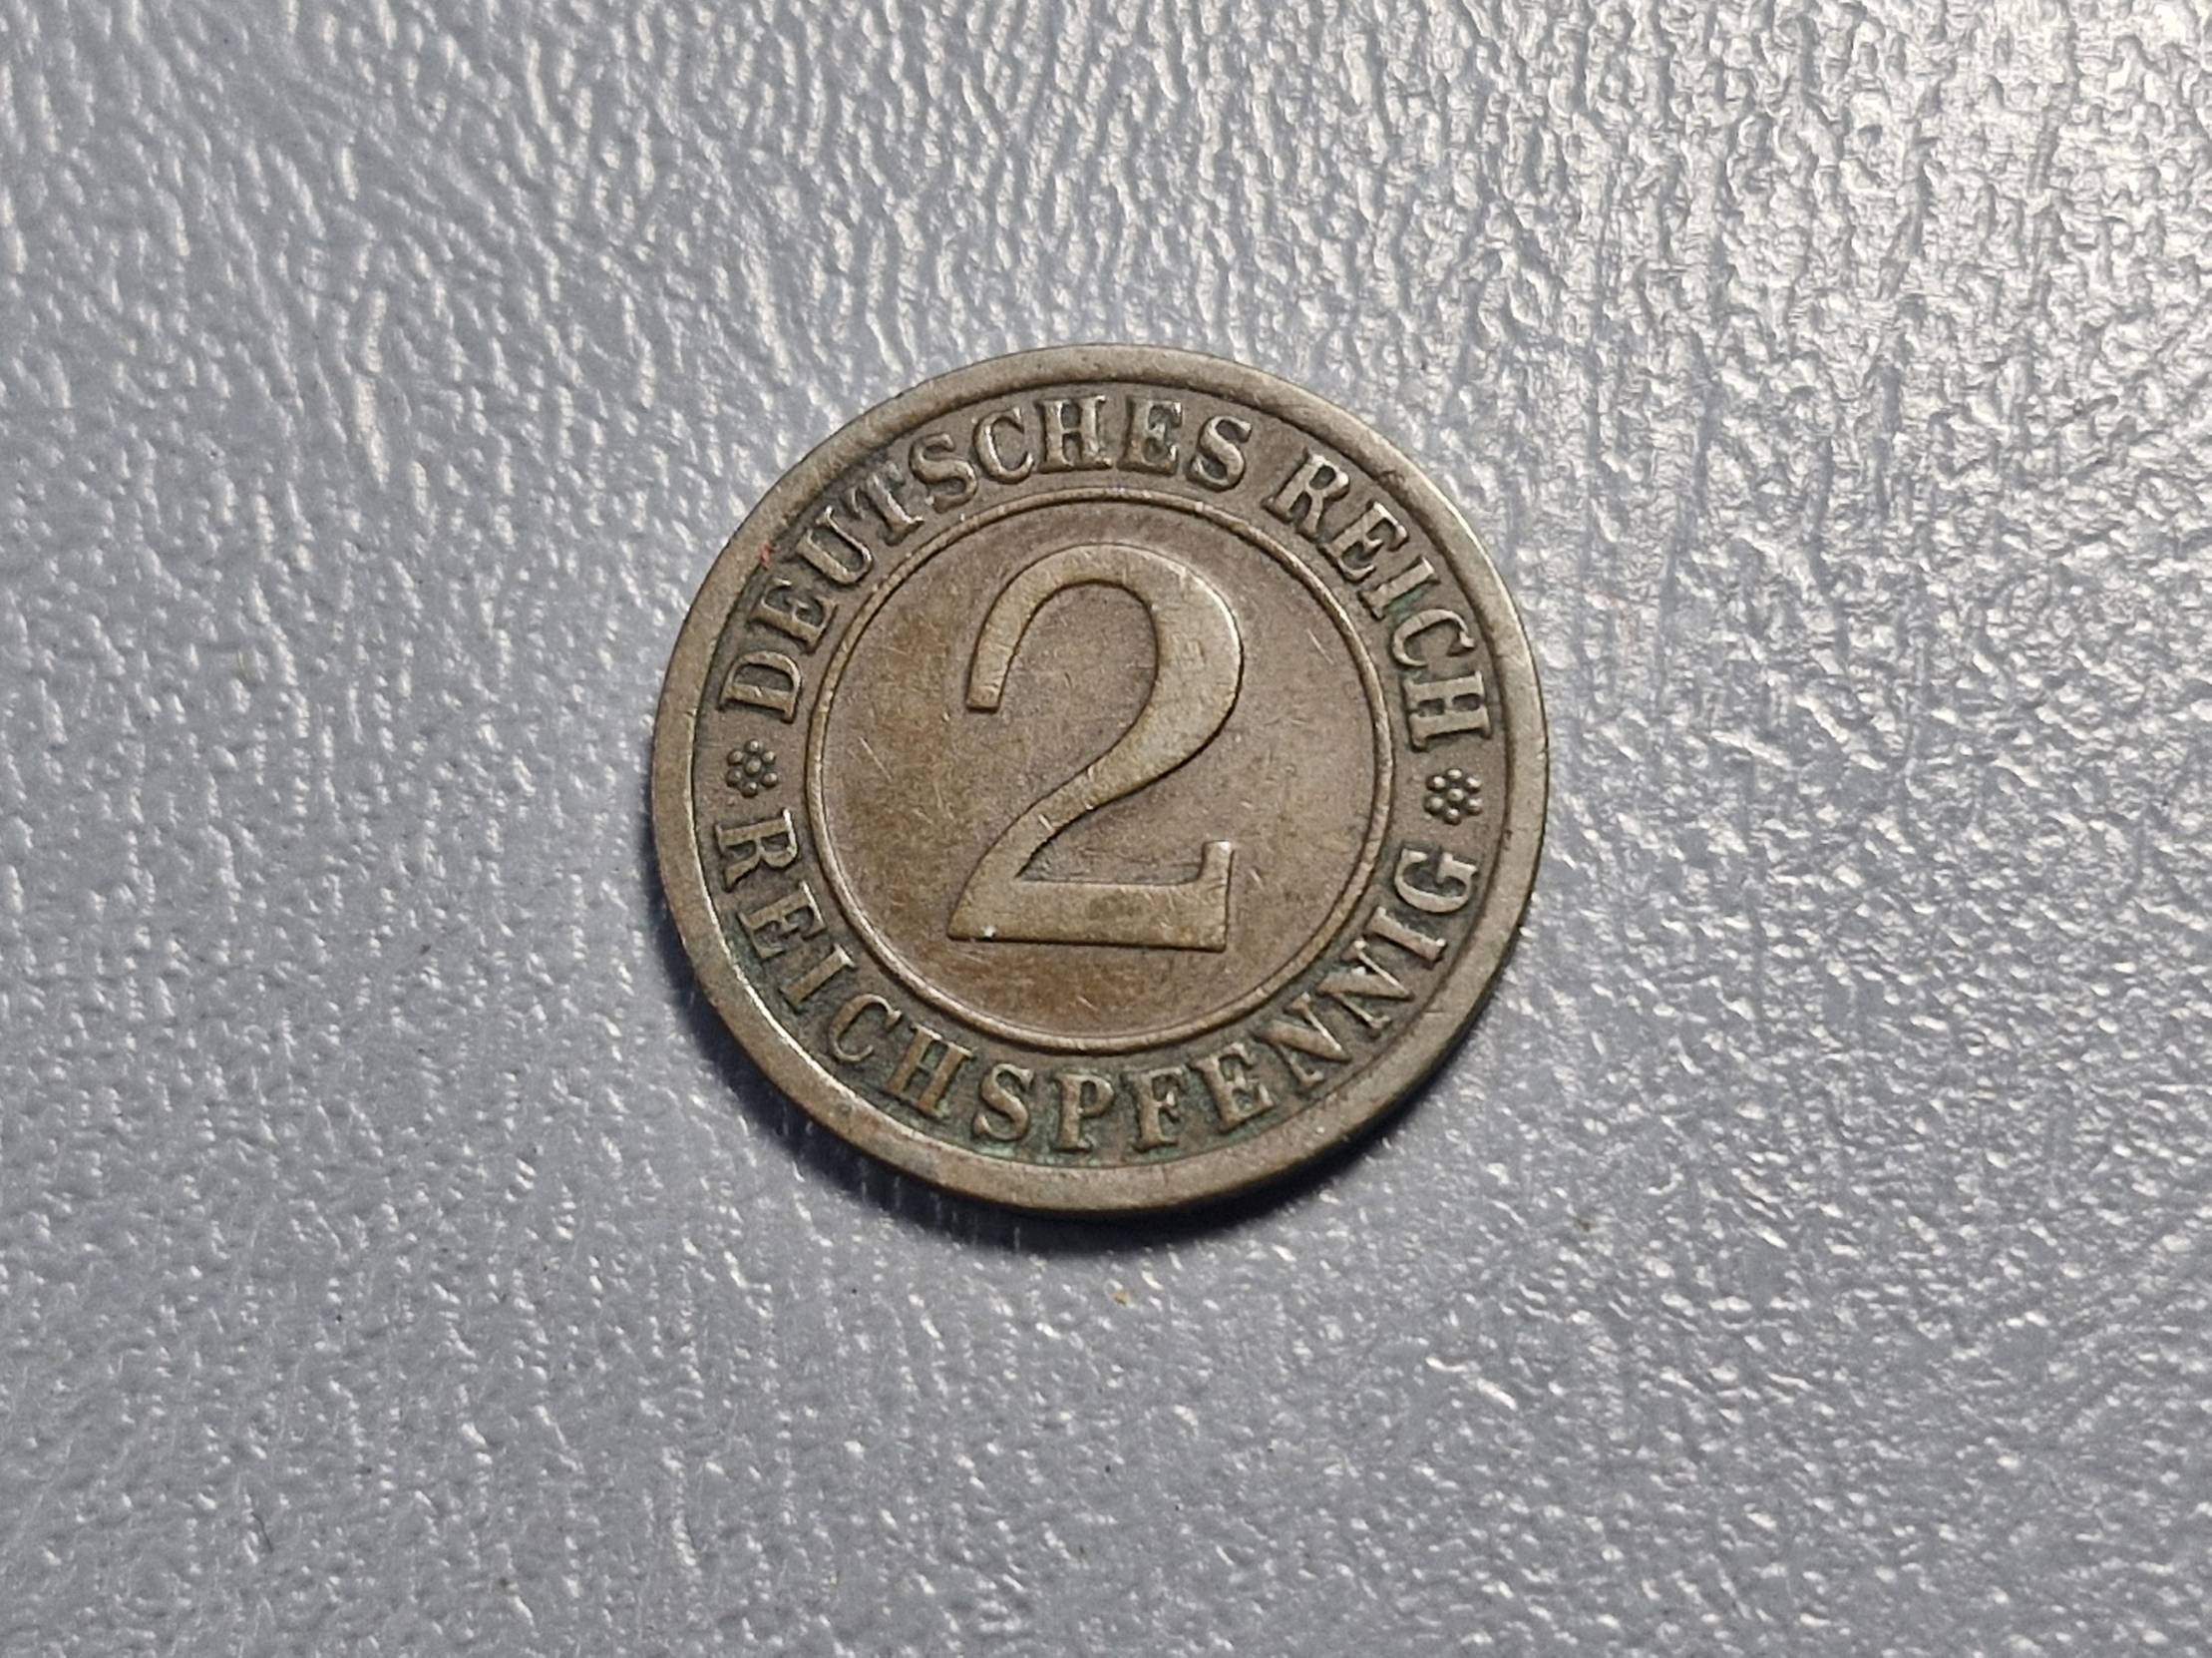 DEUTSCHES REICH
2
REICHSPFENNIG